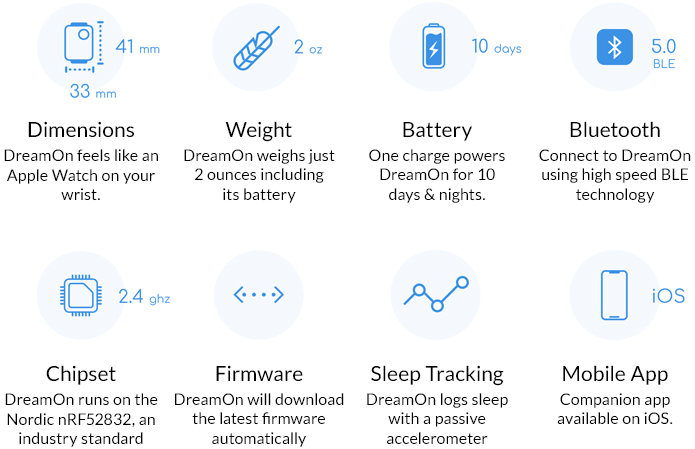 41 mm
33 mm
Dimensions
DreamOn feels like an
Apple Watch on your
wrist.
2 oz
Weight
DreamOn weighs just
2 ounces including
its battery
10 days
Battery
One charge powers
DreamOn for 10
days & nights.
5.0
BLE
Bluetooth
Connect to DreamOn
using high speed BLE
technology
2.4 ghz
Chipset
DreamOn runs on the
Nordic nRF52832, an
industry standard
Firmware
DreamOn will download
the latest firmware
automatically
Sleep Tracking
DreamOn logs sleep
with a passive
accelerometer
iOS
Mobile App
Companion app
available on iOS.